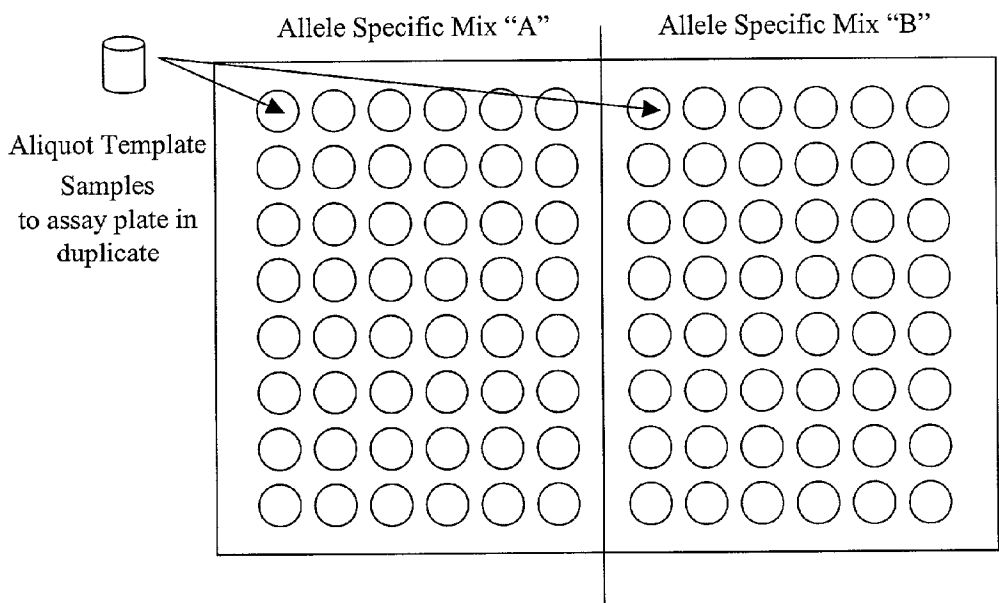 Allele Specific Mix “A”
Allele Specific Mix “B”
Aliquot Template
Samples
to assay plate in
duplicate